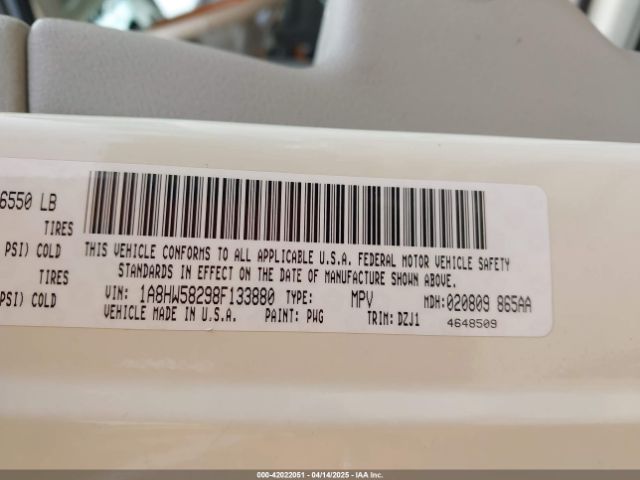 6550 LB
TIRES
PSI) COLD
TIRES
PSI) COLD
THIS VEHICLE CONFORMS TO ALL APPLICABLE U.S.A. FEDERAL MOTOR VEHICLE SAFETY
STANDARDS IN EFFECT ON THE DATE OF MANUFACTURE SHOWN ABOVE.
VIN: 1A8HW58298F133880 TYPE: MPV MDH:020809 865AA
VEHICLE MADE IN U.S.A. PAINT: PWG TRIM: DZJ1 4648509
000-42022051 - 04/14/2025 - IAA Inc.